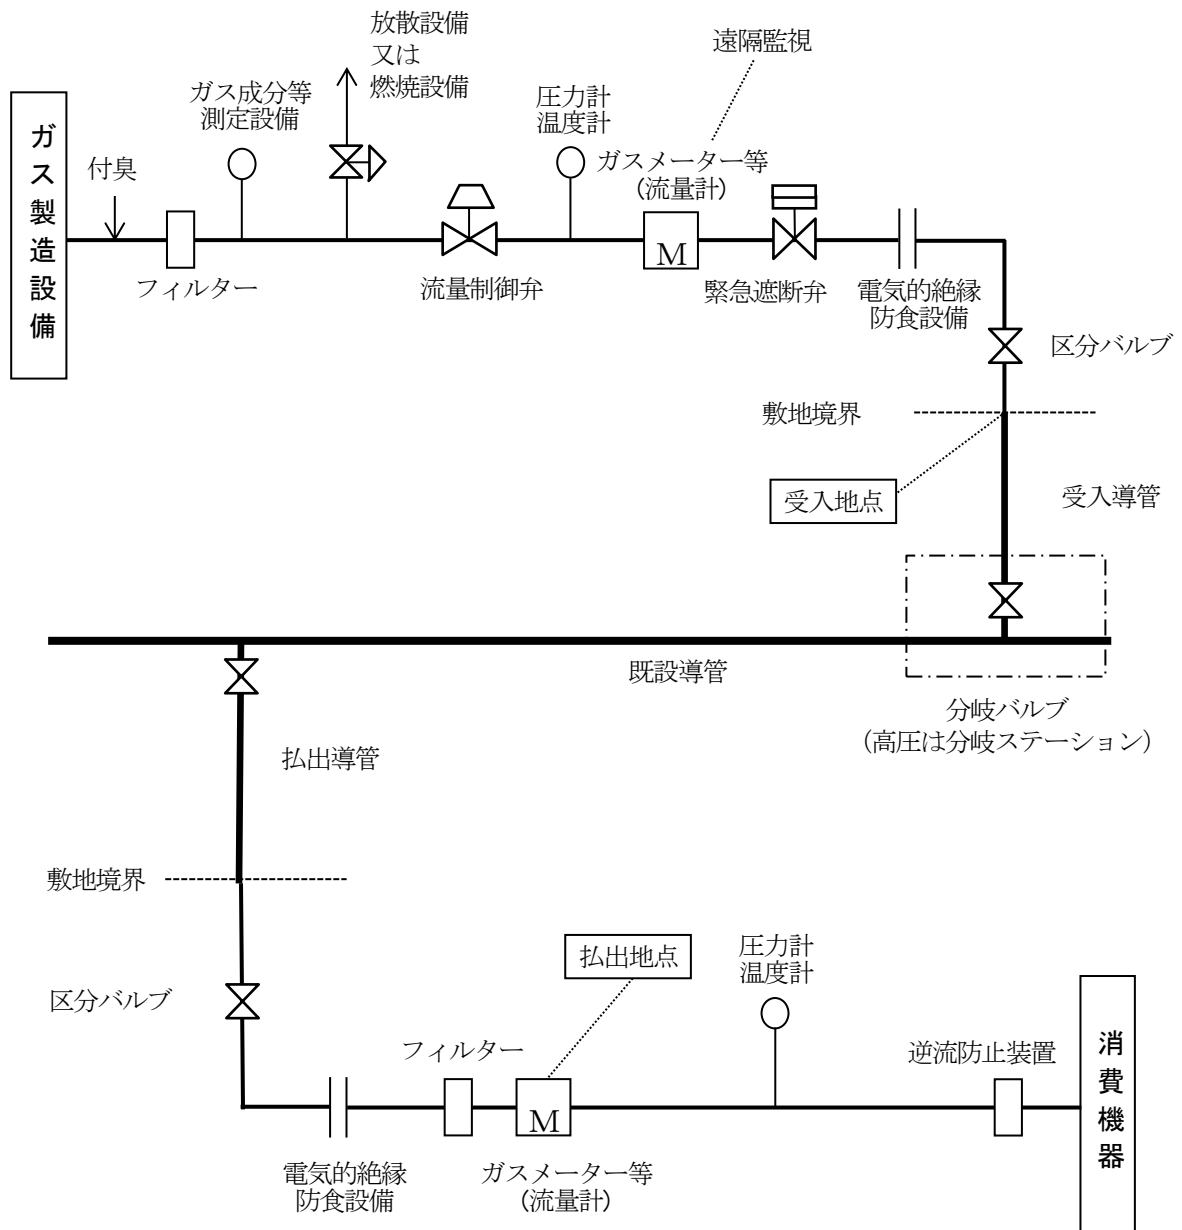 放散設備
又は
燃焼設備
遠隔監視
ガス成分等
測定設備
圧力計
温度計
ガス製造設備
付臭
ガスメーター等
(流量計)
M
フィルター
流量制御弁
緊急遮断弁
電気的絶縁
防食設備
区分バルブ
敷地境界
受入地点
受入導管
既設導管
分岐バルブ
(高圧は分岐ステーション)
払出導管
敷地境界
払出地点
圧力計
温度計
区分バルブ
フィルター
逆流防止装置
消費機器
M
電気的絶縁
防食設備
ガスメーター等
(流量計)